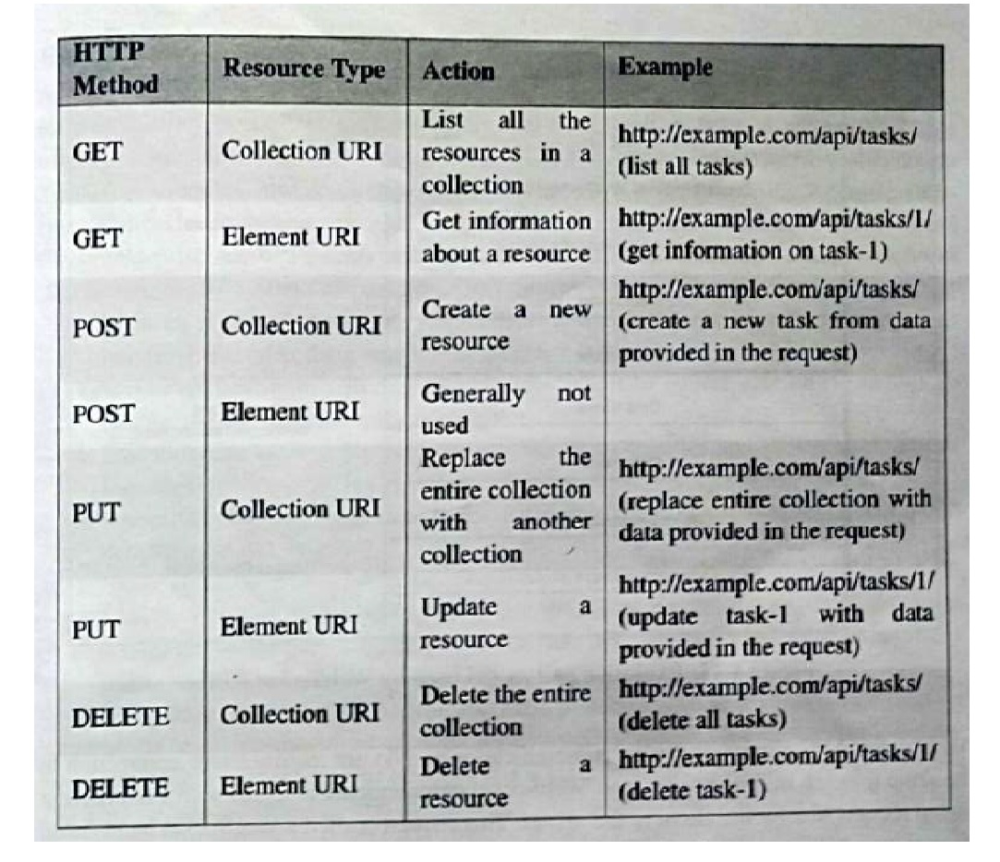 HTTP Method Resource Type Action Example
GET Collection URI List all the resources in a collection http://example.com/api/tasks/ (list all tasks)
GET Element URI Get information about a resource http://example.com/api/tasks/1/ (get information on task-1)
POST Collection URI Create a new resource http://example.com/api/tasks/ (create a new task from data provided in the request)
POST Element URI Generally not used
PUT Collection URI Replace the entire collection with another collection http://example.com/api/tasks/ (replace entire collection with data provided in the request)
PUT Element URI Update a resource http://example.com/api/tasks/1/ (update task-1 with data provided in the request)
DELETE Collection URI Delete the entire collection http://example.com/api/tasks/ (delete all tasks)
DELETE Element URI Delete a resource http://example.com/api/tasks/1/ (delete task-1)